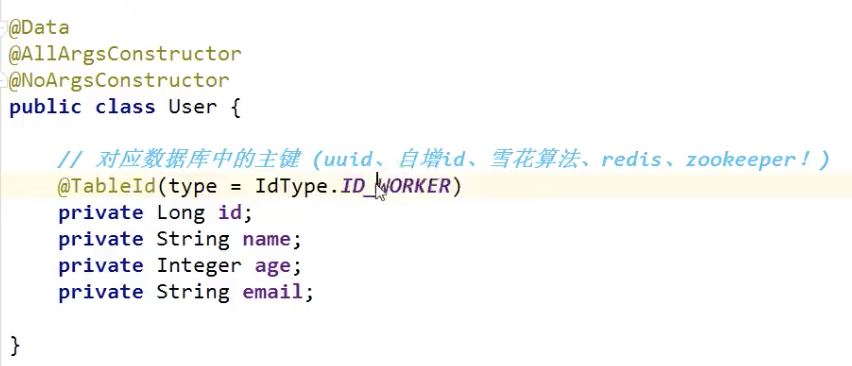 @Data
@AllArgsConstructor
@NoArgsConstructor
public class User {
// 对应数据库中的主键 (uuid、自增id、雪花算法、redis、zookeeper！)
@TableId(type = IdType.ID_WORKER)
private Long id;
private String name;
private Integer age;
private String email;
}